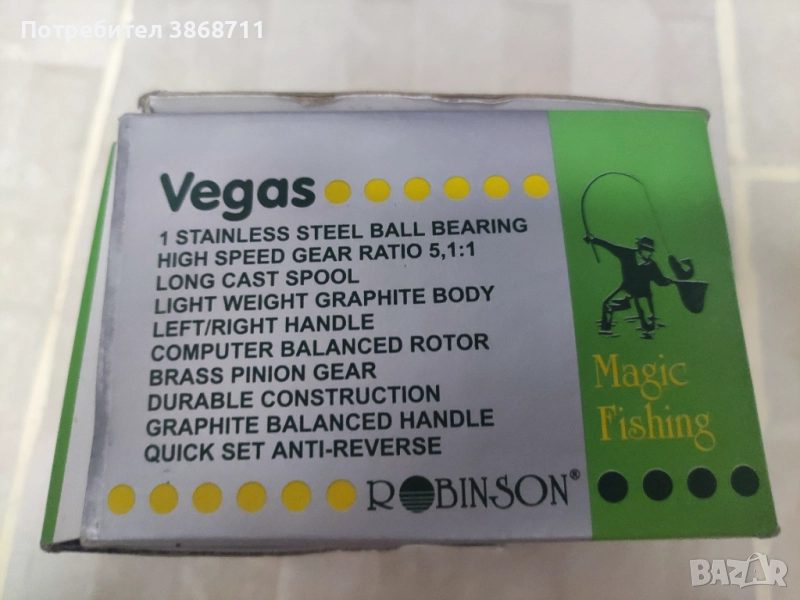 Потребител 3868711
Vegas
1 STAINLESS STEEL BALL BEARING
HIGH SPEED GEAR RATIO 5,1:1
LONG CAST SPOOL
LIGHT WEIGHT GRAPHITE BODY
LEFT/RIGHT HANDLE
COMPUTER BALANCED ROTOR
BRASS PINION GEAR
DURABLE CONSTRUCTION
GRAPHITE BALANCED HANDLE
QUICK SET ANTI-REVERSE
ROBINSON®
Magic
Fishing
BAZAR